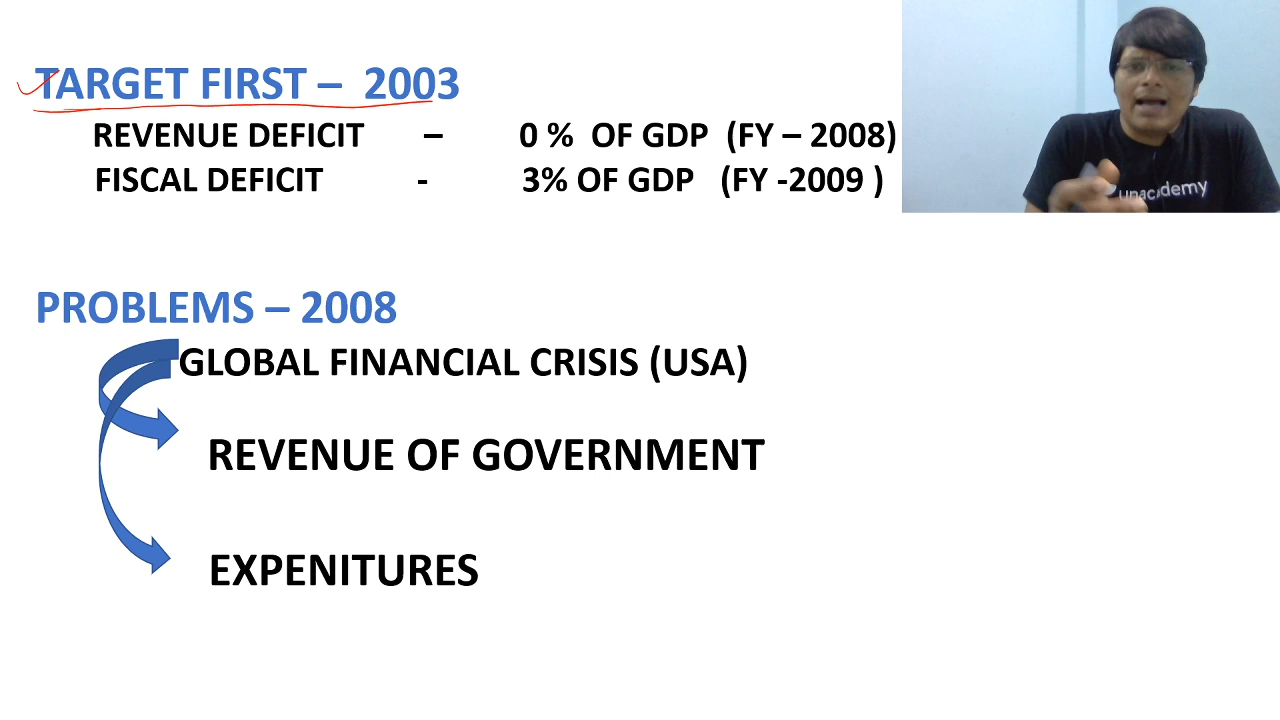 TARGET FIRST – 2003
REVENUE DEFICIT – 0 % OF GDP (FY – 2008)
FISCAL DEFICIT - 3% OF GDP (FY -2009 )
unacademy
PROBLEMS – 2008
GLOBAL FINANCIAL CRISIS (USA)
REVENUE OF GOVERNMENT
EXPENITURES